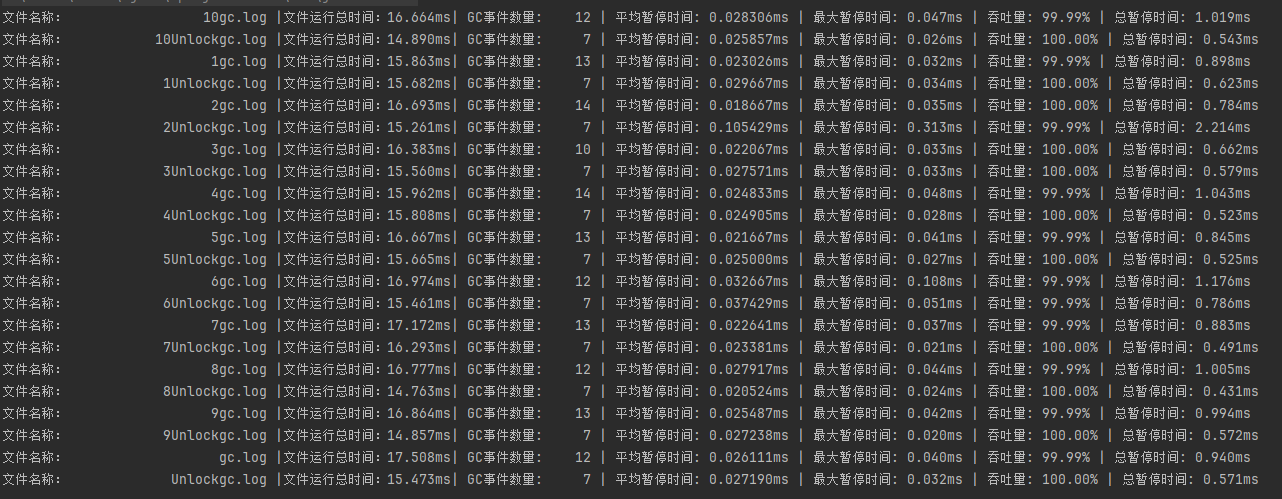 文件名称:                  10gc.log |文件运行总时间：16.664ms| GC事件数量:    12 | 平均暂停时间: 0.028306ms | 最大暂停时间: 0.047ms | 吞吐量: 99.99% | 总暂停时间: 1.019ms
文件名称:            10Unlockgc.log |文件运行总时间：14.890ms| GC事件数量:     7 | 平均暂停时间: 0.025857ms | 最大暂停时间: 0.026ms | 吞吐量: 100.00% | 总暂停时间: 0.543ms
文件名称:                   1gc.log |文件运行总时间：15.863ms| GC事件数量:    13 | 平均暂停时间: 0.023026ms | 最大暂停时间: 0.032ms | 吞吐量: 99.99% | 总暂停时间: 0.898ms
文件名称:             1Unlockgc.log |文件运行总时间：15.682ms| GC事件数量:     7 | 平均暂停时间: 0.029667ms | 最大暂停时间: 0.034ms | 吞吐量: 100.00% | 总暂停时间: 0.623ms
文件名称:                   2gc.log |文件运行总时间：16.693ms| GC事件数量:    14 | 平均暂停时间: 0.018667ms | 最大暂停时间: 0.035ms | 吞吐量: 100.00% | 总暂停时间: 0.784ms
文件名称:             2Unlockgc.log |文件运行总时间：15.261ms| GC事件数量:     7 | 平均暂停时间: 0.105429ms | 最大暂停时间: 0.313ms | 吞吐量: 99.99% | 总暂停时间: 2.214ms
文件名称:                   3gc.log |文件运行总时间：16.383ms| GC事件数量:    10 | 平均暂停时间: 0.022067ms | 最大暂停时间: 0.033ms | 吞吐量: 100.00% | 总暂停时间: 0.662ms
文件名称:             3Unlockgc.log |文件运行总时间：15.560ms| GC事件数量:     7 | 平均暂停时间: 0.027571ms | 最大暂停时间: 0.033ms | 吞吐量: 100.00% | 总暂停时间: 0.579ms
文件名称:                   4gc.log |文件运行总时间：15.962ms| GC事件数量:    14 | 平均暂停时间: 0.024833ms | 最大暂停时间: 0.048ms | 吞吐量: 99.99% | 总暂停时间: 1.043ms
文件名称:             4Unlockgc.log |文件运行总时间：15.808ms| GC事件数量:     7 | 平均暂停时间: 0.024905ms | 最大暂停时间: 0.028ms | 吞吐量: 100.00% | 总暂停时间: 0.523ms
文件名称:                   5gc.log |文件运行总时间：16.667ms| GC事件数量:    13 | 平均暂停时间: 0.021667ms | 最大暂停时间: 0.041ms | 吞吐量: 99.99% | 总暂停时间: 0.845ms
文件名称:             5Unlockgc.log |文件运行总时间：15.665ms| GC事件数量:     7 | 平均暂停时间: 0.025000ms | 最大暂停时间: 0.027ms | 吞吐量: 100.00% | 总暂停时间: 0.525ms
文件名称:                   6gc.log |文件运行总时间：16.974ms| GC事件数量:    12 | 平均暂停时间: 0.032667ms | 最大暂停时间: 0.108ms | 吞吐量: 99.99% | 总暂停时间: 1.176ms
文件名称:             6Unlockgc.log |文件运行总时间：15.461ms| GC事件数量:     7 | 平均暂停时间: 0.037429ms | 最大暂停时间: 0.051ms | 吞吐量: 99.99% | 总暂停时间: 0.786ms
文件名称:                   7gc.log |文件运行总时间：17.172ms| GC事件数量:    13 | 平均暂停时间: 0.022641ms | 最大暂停时间: 0.037ms | 吞吐量: 99.99% | 总暂停时间: 0.883ms
文件名称:             7Unlockgc.log |文件运行总时间：16.293ms| GC事件数量:     7 | 平均暂停时间: 0.023381ms | 最大暂停时间: 0.021ms | 吞吐量: 100.00% | 总暂停时间: 0.491ms
文件名称:                   8gc.log |文件运行总时间：16.777ms| GC事件数量:    12 | 平均暂停时间: 0.027917ms | 最大暂停时间: 0.044ms | 吞吐量: 99.99% | 总暂停时间: 1.005ms
文件名称:             8Unlockgc.log |文件运行总时间：14.763ms| GC事件数量:     7 | 平均暂停时间: 0.020524ms | 最大暂停时间: 0.024ms | 吞吐量: 100.00% | 总暂停时间: 0.431ms
文件名称:                   9gc.log |文件运行总时间：16.864ms| GC事件数量:    13 | 平均暂停时间: 0.025487ms | 最大暂停时间: 0.042ms | 吞吐量: 99.99% | 总暂停时间: 0.994ms
文件名称:             9Unlockgc.log |文件运行总时间：14.857ms| GC事件数量:     7 | 平均暂停时间: 0.027238ms | 最大暂停时间: 0.020ms | 吞吐量: 100.00% | 总暂停时间: 0.572ms
文件名称:                    gc.log |文件运行总时间：17.508ms| GC事件数量:    12 | 平均暂停时间: 0.026111ms | 最大暂停时间: 0.040ms | 吞吐量: 99.99% | 总暂停时间: 0.940ms
文件名称:              Unlockgc.log |文件运行总时间：15.473ms| GC事件数量:     7 | 平均暂停时间: 0.027190ms | 最大暂停时间: 0.032ms | 吞吐量: 100.00% | 总暂停时间: 0.571ms